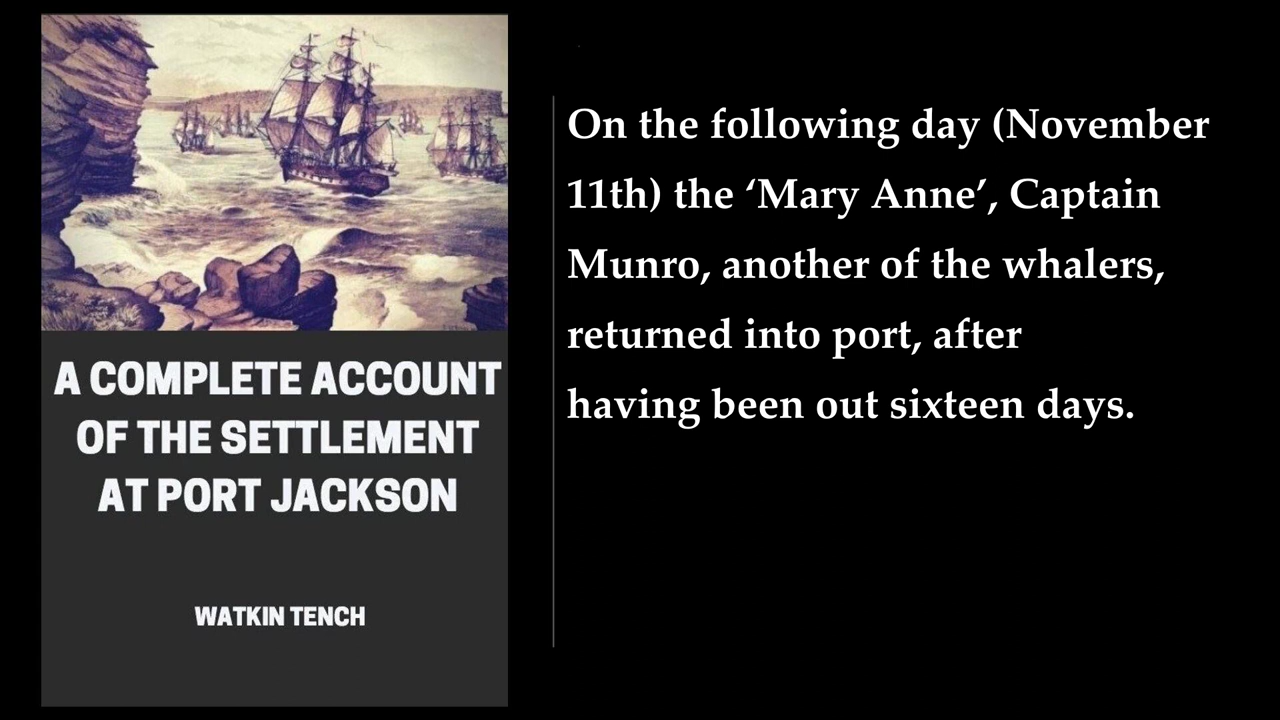 A COMPLETE ACCOUNT
OF THE SETTLEMENT
AT PORT JACKSON
WATKIN TENCH
On the following day (November
11th) the ‘Mary Anne’, Captain
Munro, another of the whalers,
returned into port, after
having been out sixteen days.